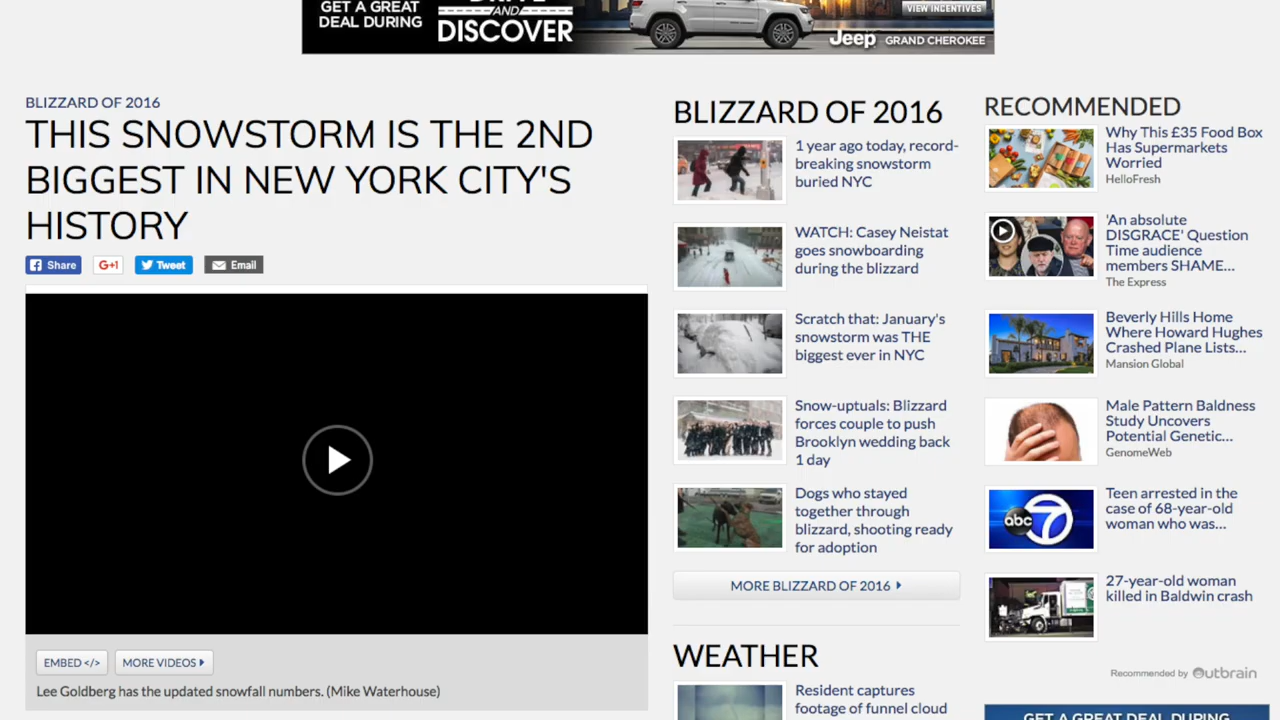 GET A GREAT
DEAL DURING
AND
DISCOVER
VIEW INCENTIVES
Jeep GRAND CHEROKEE
BLIZZARD OF 2016
THIS SNOWSTORM IS THE 2ND
BIGGEST IN NEW YORK CITY'S
HISTORY
Share
G+1
Tweet
Email
EMBED </>
MORE VIDEOS
Lee Goldberg has the updated snowfall numbers. (Mike Waterhouse)
BLIZZARD OF 2016
1 year ago today, record-
breaking snowstorm
buried NYC
WATCH: Casey Neistat
goes snowboarding
during the blizzard
Scratch that: January's
snowstorm was THE
biggest ever in NYC
Snow-uptuals: Blizzard
forces couple to push
Brooklyn wedding back
1 day
Dogs who stayed
together through
blizzard, shooting ready
for adoption
MORE BLIZZARD OF 2016
WEATHER
Resident captures
footage of funnel cloud
RECOMMENDED
Why This £35 Food Box
Has Supermarkets
Worried
HelloFresh
'An absolute
DISGRACE' Question
Time audience
members SHAME...
The Express
Beverly Hills Home
Where Howard Hughes
Crashed Plane Lists...
Mansion Global
Male Pattern Baldness
Study Uncovers
Potential Genetic...
GenomeWeb
abc 7
Teen arrested in the
case of 68-year-old
woman who was...
27-year-old woman
killed in Baldwin crash
Recommended by Outbrain
GET A GREAT DEAL DURING